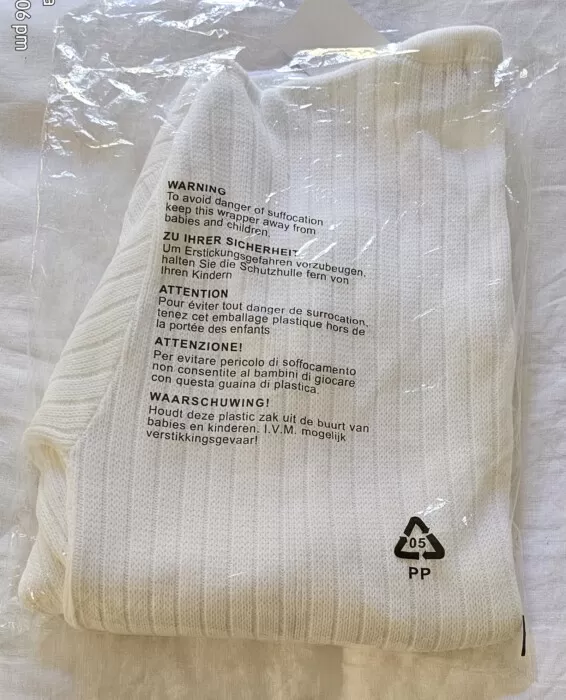 06 pm
WARNING
To avoid danger of suffocation
keep this wrapper away from
babies and children.
ZU IHRER SICHERHEIT
Um Erstickungsgefahren vorzubeugen,
halten Sie die Schutzhulle fern von
Ihren Kindern
ATTENTION
Pour éviter tout danger de surrocation,
tenez cet emballage plastique hors de
la portée des enfants
ATTENZIONE!
Per evitare pericolo di soffocamento
non consentite al bambini di giocare
con questa guaina di plastica.
WAARSCHUWING!
Houdt deze plastic zak uit de buurt van
babies en kinderen. I.V.M. mogelijk
verstikkingsgevaar!
05
PP